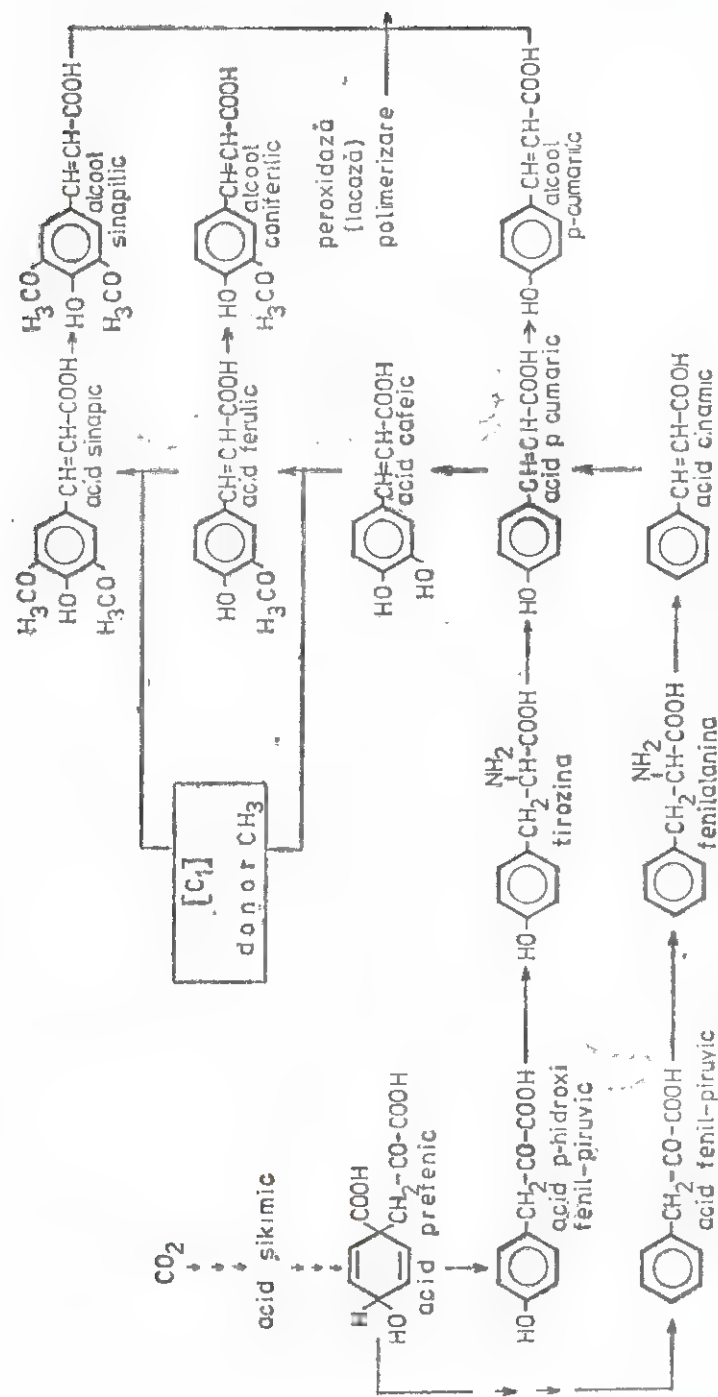 CO2
acid şikimic
H
HO
COOH
CH2-CO-COOH
acid prefenic
HO
CH2-CO-COOH
acid p-hidroxi
fenil-piruvic
CH2-CO-COOH
acid fenil-piruvic
[C1]
donor CH3
HO
NH2
CH2-CH-COOH
tirozina
NH2
CH2-CH-COOH
fenilalanina
H3CO
HO
H3CO
CH=CH-COOH
acid sinapic
HO
H3CO
CH=CH-COOH
acid ferulic
HO
HO
CH=CH-COOH
acid cafeic
HO
CH=CH-COOH
acid p cumaric
CH=CH-COOH
acid cinamic
H3CO
HO
H3CO
CH=CH-COOH
alcool
sinapilic
HO
H3CO
CH=CH-COOH
alcool
coniferilic
peroxidază
(lacază)
polimerizare
HO
CH=CH-COOH
alcool
p-cumarilic